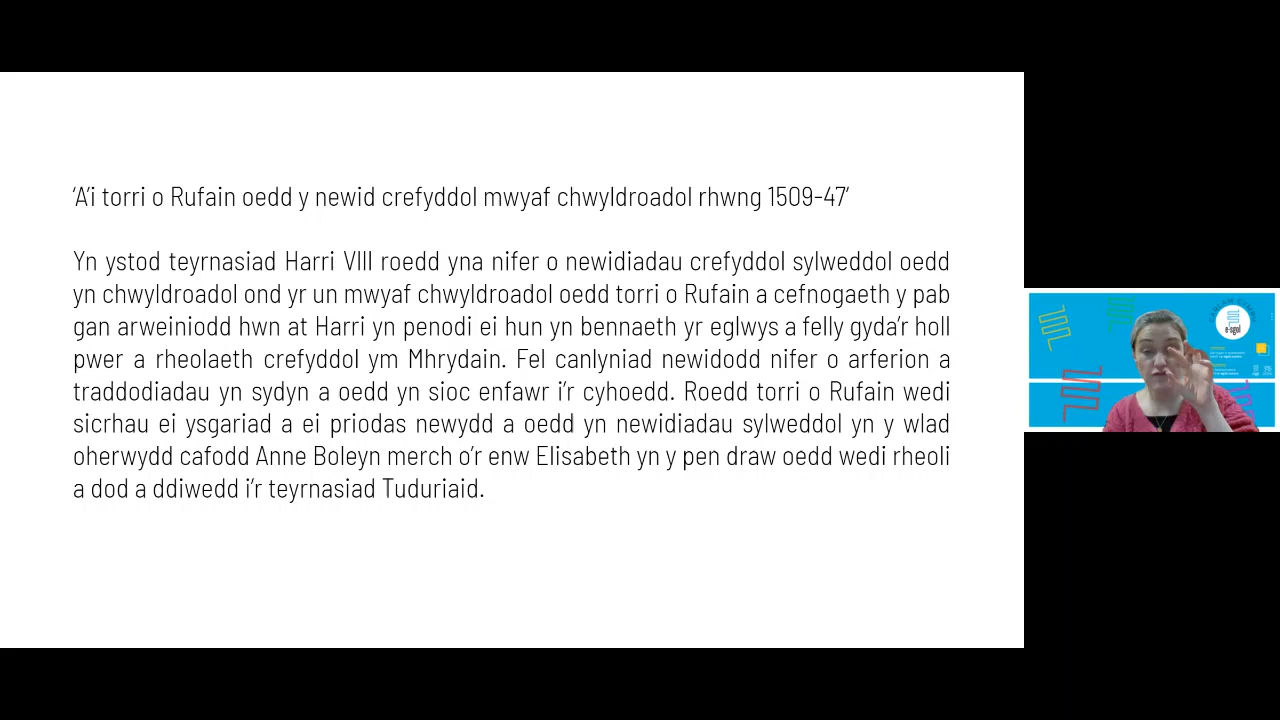 ‘A’i torri o Rufain oedd y newid crefyddol mwyaf chwyldroadol rhwng 1509-47’
Yn ystod teyrnasiad Harri VIII roedd yna nifer o newidiadau crefyddol sylweddol oedd
yn chwyldroadol ond yr un mwyaf chwyldroadol oedd torri o Rufain a cefnogaeth y pab
gan arweiniodd hwn at Harri yn penodi ei hun yn bennaeth yr eglwys a felly gyda’r holl
pwer a rheolaeth crefyddol ym Mhrydain. Fel canlyniad newidodd nifer o arferion a
traddodiadau yn sydyn a oedd yn sioc enfawr i’r cyhoedd. Roedd torri o Rufain wedi
sicrhau ei ysgariad a ei priodas newydd a oedd yn newidiadau sylweddol yn y wlad
oherwydd cafodd Anne Boleyn merch o’r enw Elisabeth yn y pen draw oedd wedi rheoli
a dod a ddiwedd i’r teyrnasiad Tuduriaid.
e-sgol